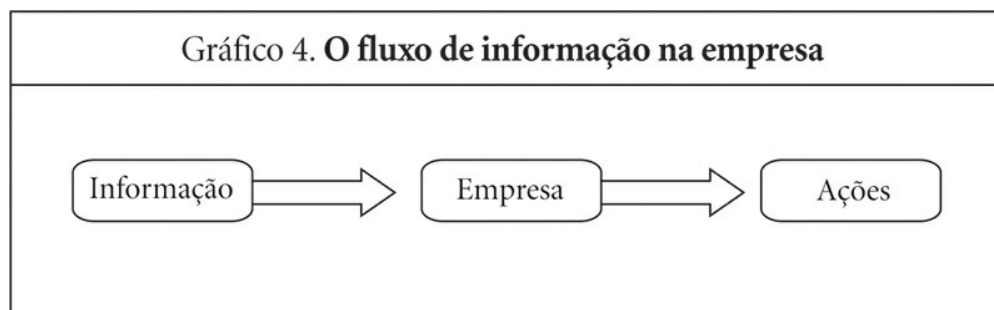 Gráfico 4. O fluxo de informação na empresa
Informação Empresa Ações